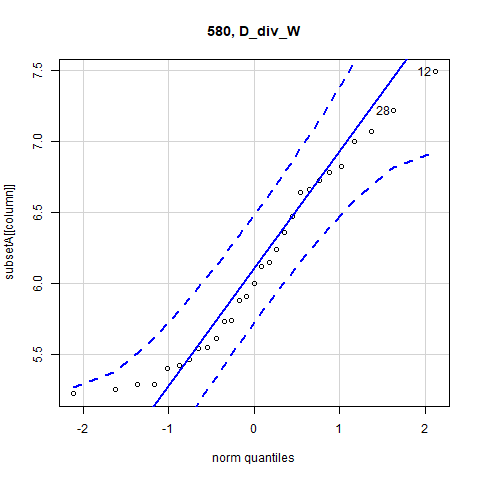 580, D_div_W
7.5
7.0
6.5
6.0
5.5
subsetA[[column]]
12
28
-2 -1 0 1 2
norm quantiles